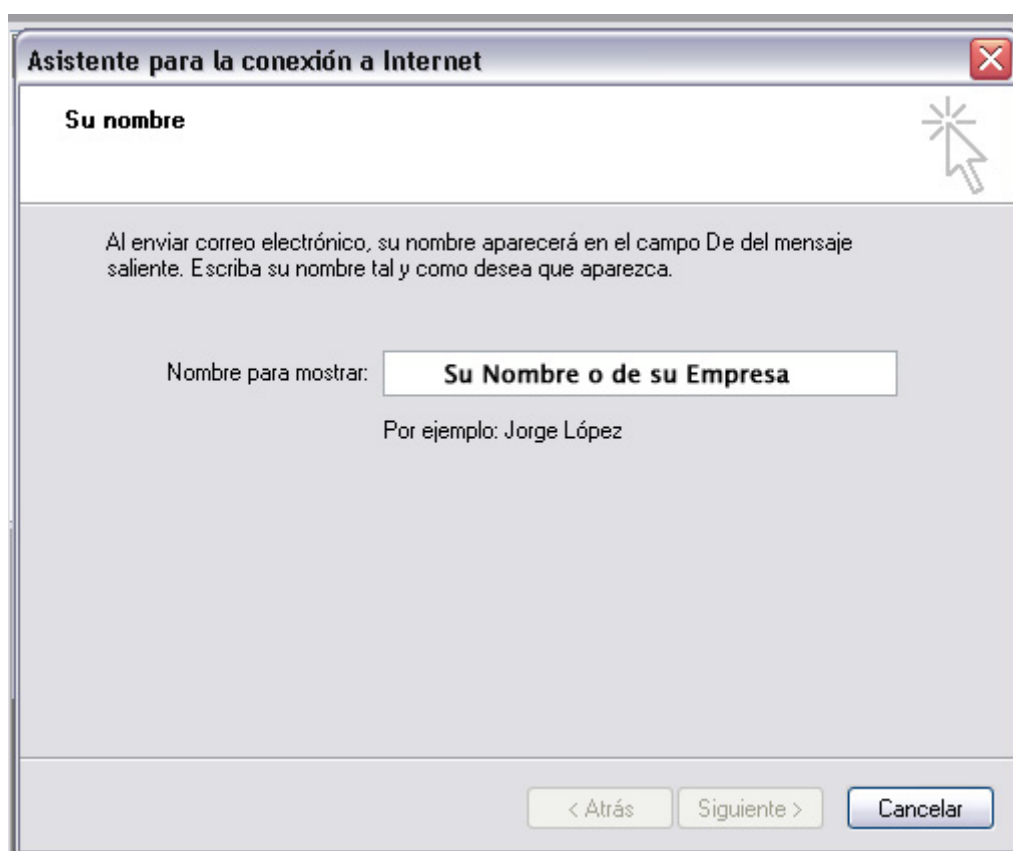 Asistente para la conexión a Internet
Su nombre
Al enviar correo electrónico, su nombre aparecerá en el campo De del mensaje
saliente. Escriba su nombre tal y como desea que aparezca.
Nombre para mostrar: Su Nombre o de su Empresa
Por ejemplo: Jorge López
< Atrás Siguiente > Cancelar